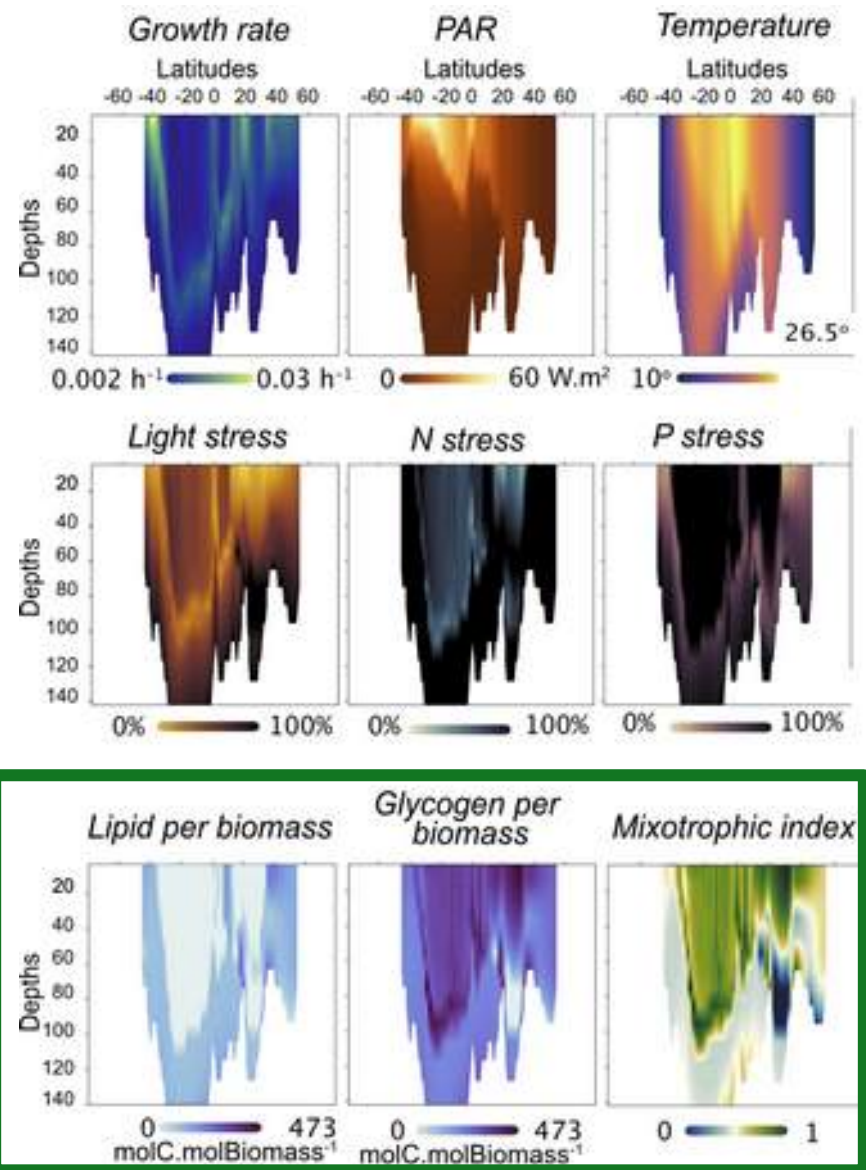 Growth rate PAR Temperature
Latitudes Latitudes Latitudes
-60 -40 -20 0 20 40 60 -60 -40 -20 0 20 40 60 -60 -40 -20 0 20 40 60
Depths
20
40
60
80
100
120
140
26.5°
0.002 h⁻¹ 0.03 h⁻¹ 0 60 W.m² 10°
Light stress N stress P stress
Depths
20
40
60
80
100
120
140
0% 100% 0% 100% 0% 100%
Lipid per biomass Glycogen per biomass Mixotrophic index
Depths
20
40
60
80
100
120
140
0 473 0 473 0 1
molC.molBiomass⁻¹ molC.molBiomass⁻¹